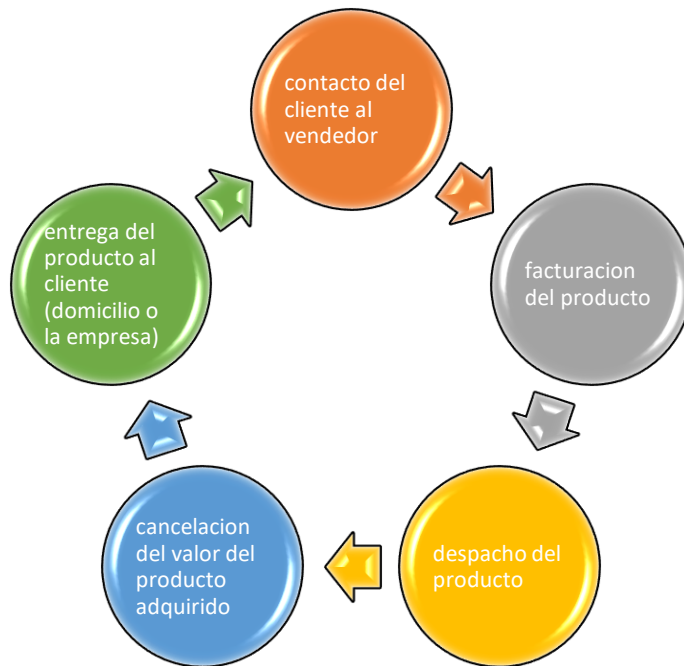 contacto del
cliente al
vendedor
facturacion
del producto
despacho del
producto
cancelacion
del valor del
producto
adquirido
entrega del
producto al
cliente
(domicilio o
la empresa)